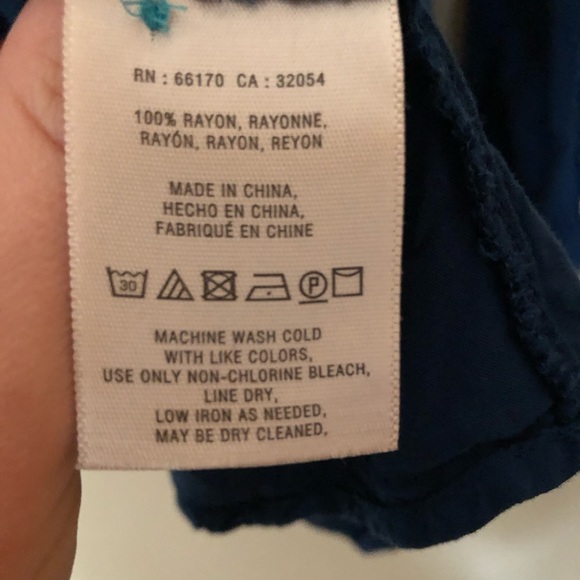 RN : 66170 CA : 32054
100% RAYON, RAYONNE,
RAYÓN, RAYON, REYON
MADE IN CHINA,
HECHO EN CHINA,
FABRIQUÉ EN CHINE
30 P
MACHINE WASH COLD
WITH LIKE COLORS,
USE ONLY NON-CHLORINE BLEACH,
LINE DRY,
LOW IRON AS NEEDED,
MAY BE DRY CLEANED,